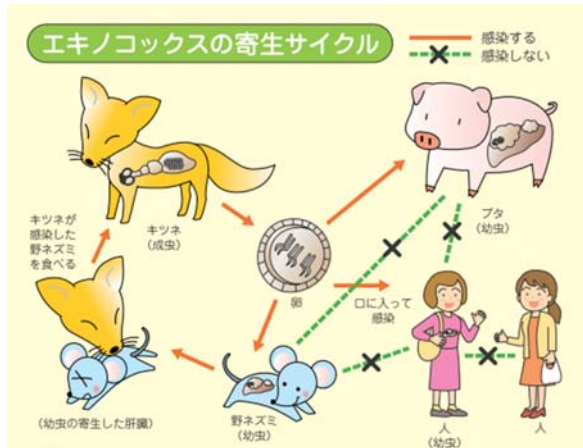 エキノコックスの寄生サイクル
感染する
感染しない
キツネ
(成虫)
ブタ
(幼虫)
キツネが
感染した
野ネズミ
を食べる
卵
口に入って
感染
(幼虫の寄生した肝臓)
野ネズミ
(幼虫)
人
(幼虫)
人